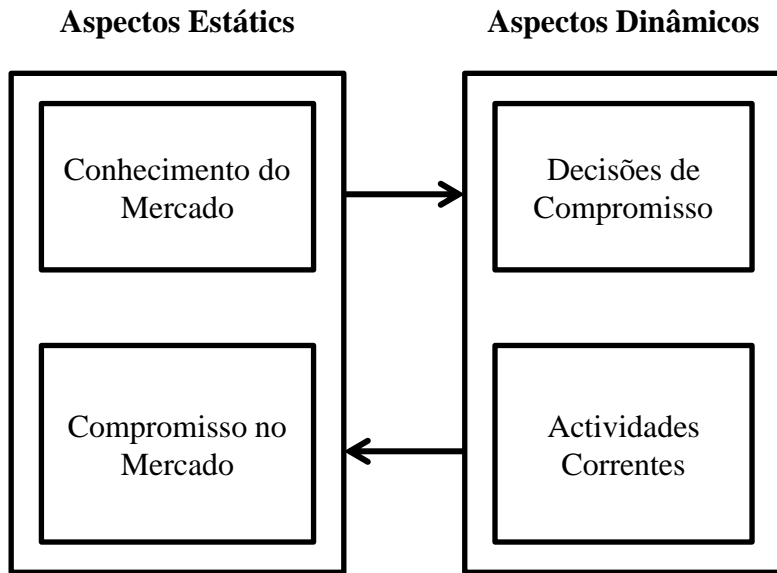 Aspectos Estátics
Aspectos Dinâmicos
Conhecimento do
Mercado
Decisões de
Compromisso
Compromisso no
Mercado
Actividades
Correntes